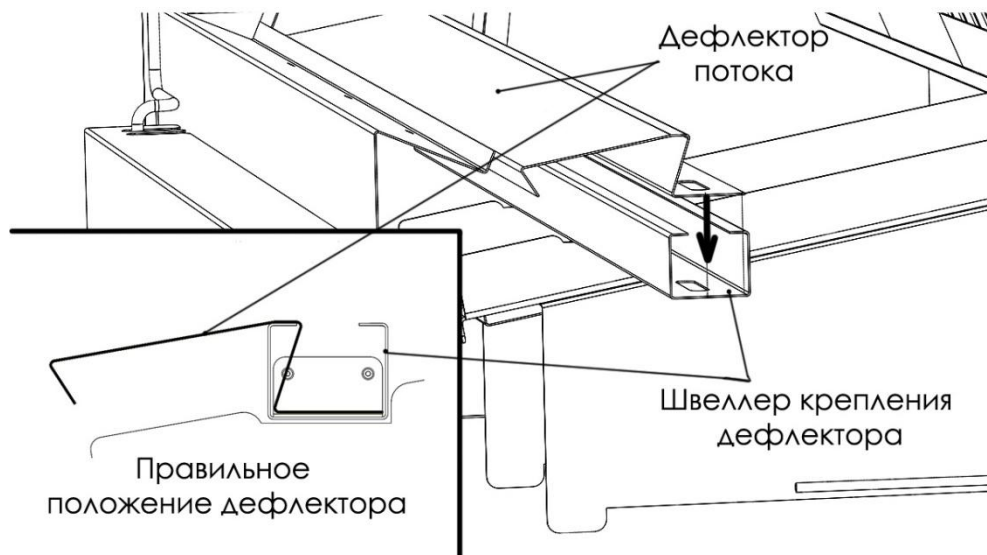 Дефлектор
потока
Швеллер крепления
дефлектора
Правильное
положение дефлектора